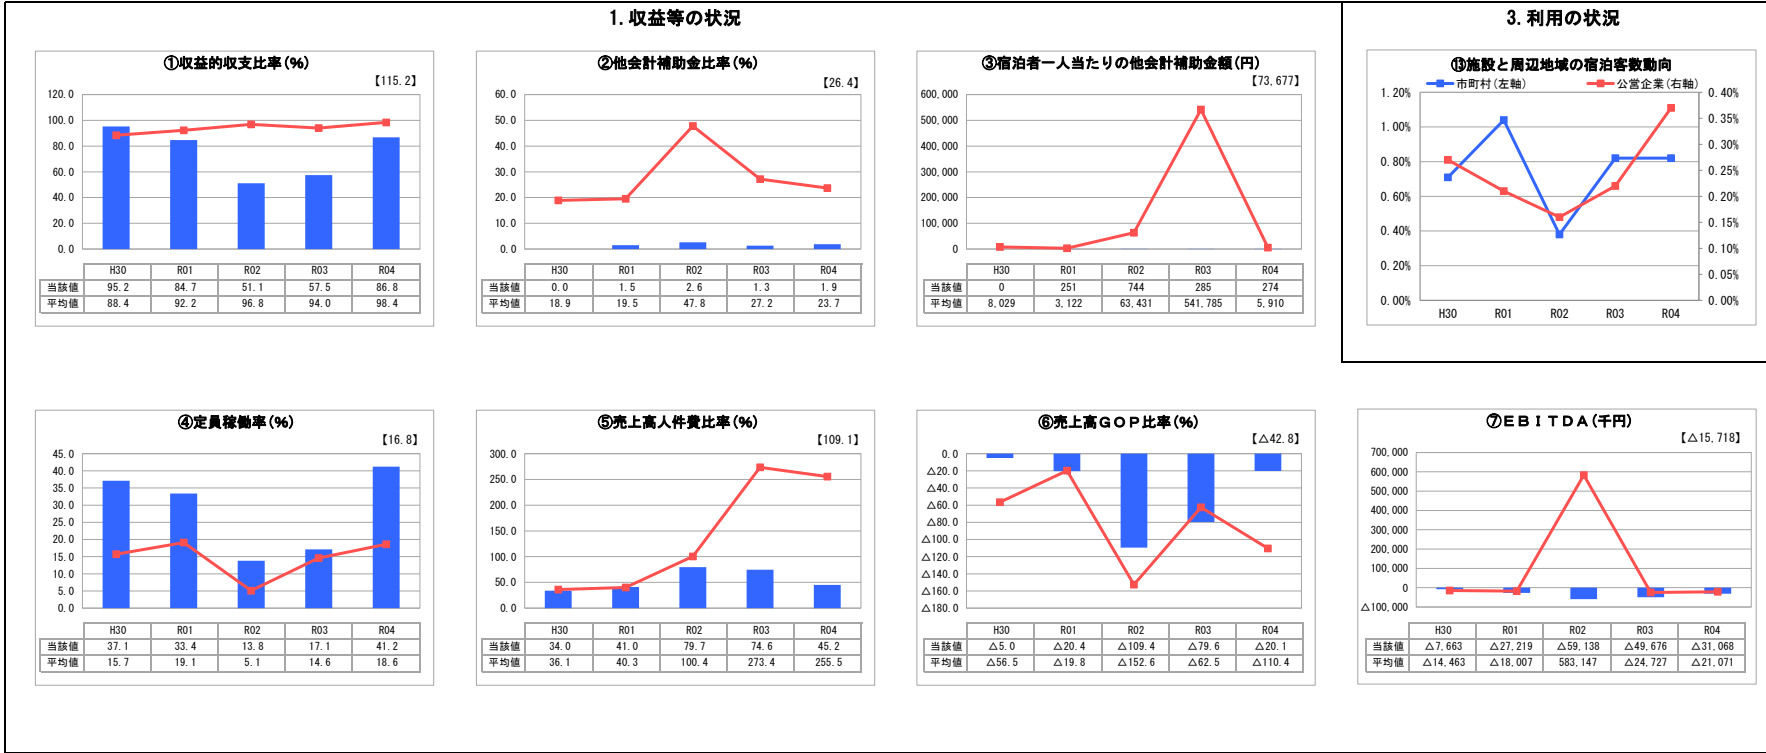 1. 収益等の状況
3. 利用の状況
①収益的収支比率(%)
【115.2】
120.0
100.0
80.0
60.0
40.0
20.0
0.0
H30 R01 R02 R03 R04
当該値 95.2 84.7 51.1 57.5 86.8
平均値 88.4 92.2 96.8 94.0 98.4
②他会計補助金比率(%)
【26.4】
60.0
50.0
40.0
30.0
20.0
10.0
0.0
H30 R01 R02 R03 R04
当該値 0.0 1.5 2.6 1.3 1.9
平均値 18.9 19.5 47.8 27.2 23.7
③宿泊者一人当たりの他会計補助金額(円)
【73,677】
600,000
500,000
400,000
300,000
200,000
100,000
0
H30 R01 R02 R03 R04
当該値 0 251 744 285 274
平均値 8,029 3,122 63,431 541,785 5,910
⑬施設と周辺地域の宿泊客数動向
市町村(左軸) 公営企業(右軸)
1.20% 0.40%
0.35%
1.00%
0.30%
0.80%
0.25%
0.60% 0.20%
0.15%
0.40%
0.10%
0.20%
0.05%
0.00% 0.00%
H30 R01 R02 R03 R04
④定員稼働率(%)
【16.8】
45.0
40.0
35.0
30.0
25.0
20.0
15.0
10.0
5.0
0.0
H30 R01 R02 R03 R04
当該値 37.1 33.4 13.8 17.1 41.2
平均値 15.7 19.1 5.1 14.6 18.6
⑤売上高人件費比率(%)
【109.1】
300.0
250.0
200.0
150.0
100.0
50.0
0.0
H30 R01 R02 R03 R04
当該値 34.0 41.0 79.7 74.6 45.2
平均値 36.1 40.3 100.4 273.4 255.5
⑥売上高ＧＯＰ比率(%)
【△42.8】
0.0
△20.0
△40.0
△60.0
△80.0
△100.0
△120.0
△140.0
△160.0
△180.0
H30 R01 R02 R03 R04
当該値 △5.0 △20.4 △109.4 △79.6 △20.1
平均値 △56.5 △19.8 △152.6 △62.5 △110.4
⑦ＥＢＩＴＤＡ(千円)
【△15,718】
700,000
600,000
500,000
400,000
300,000
200,000
100,000
0
△100,000
H30 R01 R02 R03 R04
当該値 △7,663 △27,219 △59,138 △49,676 △31,068
平均値 △14,463 △18,007 583,147 △24,727 △21,071